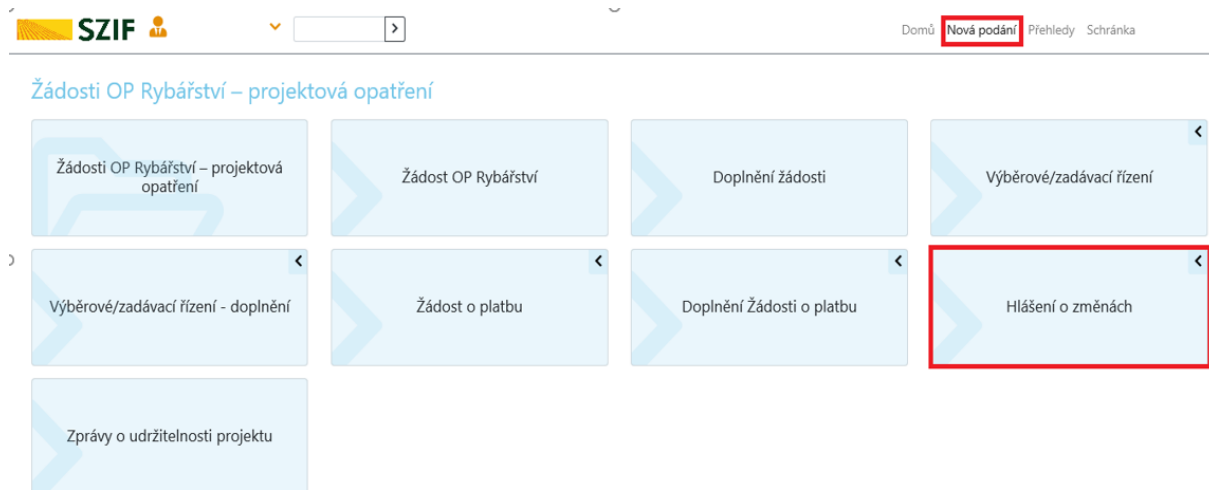 SZIF
Domů Nová podání Přehledy Schránka
Žádosti OP Rybářství – projektová opatření
Žádosti OP Rybářství – projektová
opatření
Žádost OP Rybářství
Doplnění žádosti
Výběrové/zadávací řízení
Výběrové/zadávací řízení - doplnění
Žádost o platbu
Doplnění Žádosti o platbu
Hlášení o změnách
Zprávy o udržitelnosti projektu